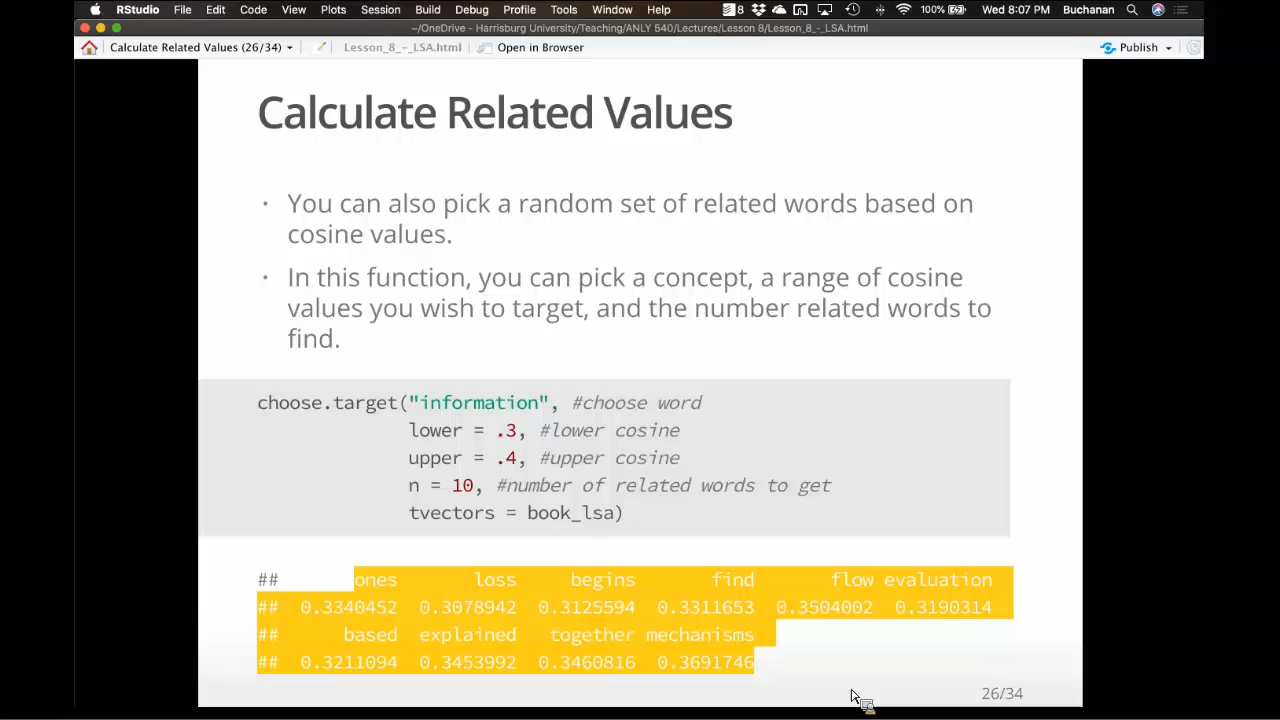 RStudio File Edit Code View Plots Session Build Debug Profile Tools Window Help 8 100% Wed 8:07 PM Buchanan
~/OneDrive - Harrisburg University/Teaching/ANLY 540/Lectures/Lesson 8/Lesson_8_-_LSA.html
Calculate Related Values (26/34) Lesson_8_-_LSA.html Open in Browser Publish
Calculate Related Values
· You can also pick a random set of related words based on
cosine values.
· In this function, you can pick a concept, a range of cosine
values you wish to target, and the number related words to
find.
choose.target("information", #choose word
lower = .3, #lower cosine
upper = .4, #upper cosine
n = 10, #number of related words to get
tvectors = book_lsa)
## ones loss begins find flow evaluation
## 0.3340452 0.3078942 0.3125594 0.3311653 0.3504002 0.3190314
## based explained together mechanisms
## 0.3211094 0.3453992 0.3460816 0.3691746
26/34